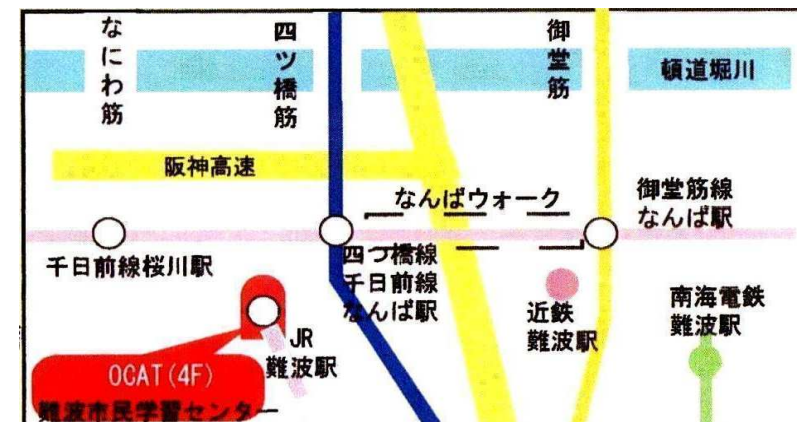 なにわ筋
四ツ橋筋
御堂筋
頓道堀川
阪神高速
なんばウォーク
御堂筋線
なんば駅
千日前線桜川駅
四つ橋線
千日前線
なんば駅
近鉄
難波駅
南海電鉄
難波駅
JR
難波駅
OCAT(4F)
難波市民学習センター